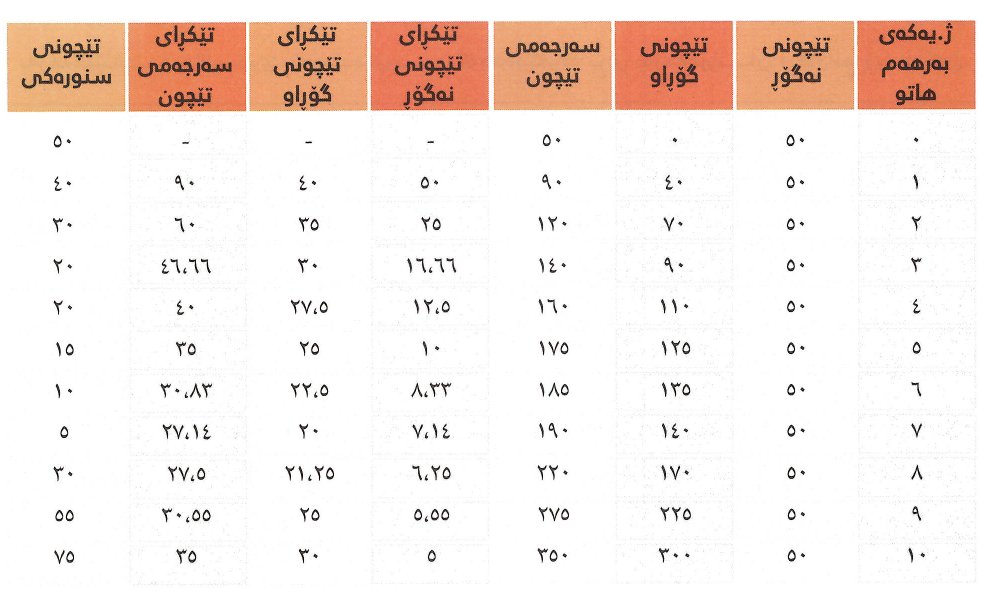 ژ.یەکەی
بەرهەم
هاتو
تێچونی
نەگۆڕ
تێچونی
گۆڕاو
سەرجەمی
تێچون
تێکڕای
تێچونی
نەگۆڕ
تێکڕای
تێچونی
گۆڕاو
تێکڕای
سەرجەمی
تێچون
تێچونی
سنورەکی
٠ ٥٠ ٠ ٥٠ - - - ٥٠
١ ٥٠ ٤٠ ٩٠ ٥٠ ٤٠ ٩٠ ٤٠
٢ ٥٠ ٧٠ ١٢٠ ٢٥ ٣٥ ٦٠ ٣٠
٣ ٥٠ ٩٠ ١٤٠ ١٦،٦٦ ٣٠ ٤٦،٦٦ ٢٠
٤ ٥٠ ١١٠ ١٦٠ ١٢،٥ ٢٧،٥ ٤٠ ٢٠
٥ ٥٠ ١٢٥ ١٧٥ ١٠ ٢٥ ٣٥ ١٥
٦ ٥٠ ١٣٥ ١٨٥ ٨،٣٣ ٢٢،٥ ٣٠،٨٣ ١٠
٧ ٥٠ ١٤٠ ١٩٠ ٧،١٤ ٢٠ ٢٧،١٤ ٥
٨ ٥٠ ١٧٠ ٢٢٠ ٦،٢٥ ٢١،٢٥ ٢٧،٥ ٣٠
٩ ٥٠ ٢٢٥ ٢٧٥ ٥،٥٥ ٢٥ ٣٠،٥٥ ٥٥
١٠ ٥٠ ٣٠٠ ٣٥٠ ٥ ٣٠ ٣٥ ٧٥